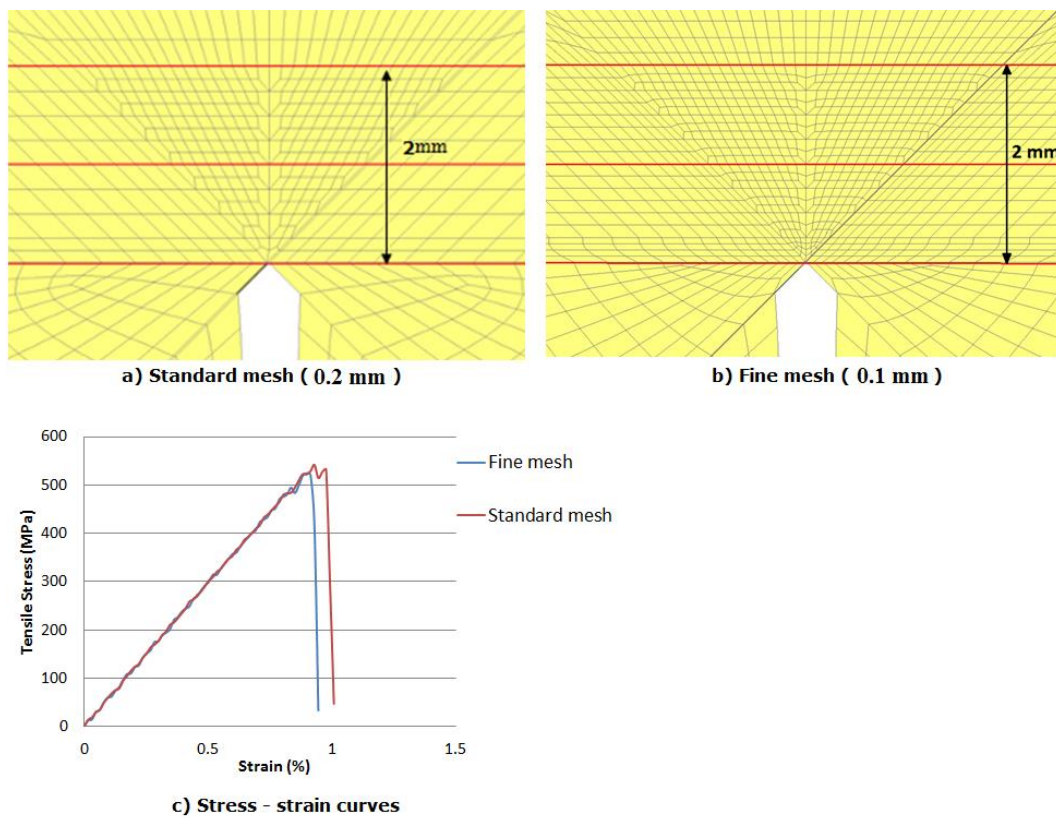 2mm
2 mm
a) Standard mesh ( 0.2 mm )
b) Fine mesh ( 0.1 mm )
600
500
400
300
200
100
0
Tensile Stress (MPa)
0
0.5
1
1.5
Strain (%)
Fine mesh
Standard mesh
c) Stress - strain curves